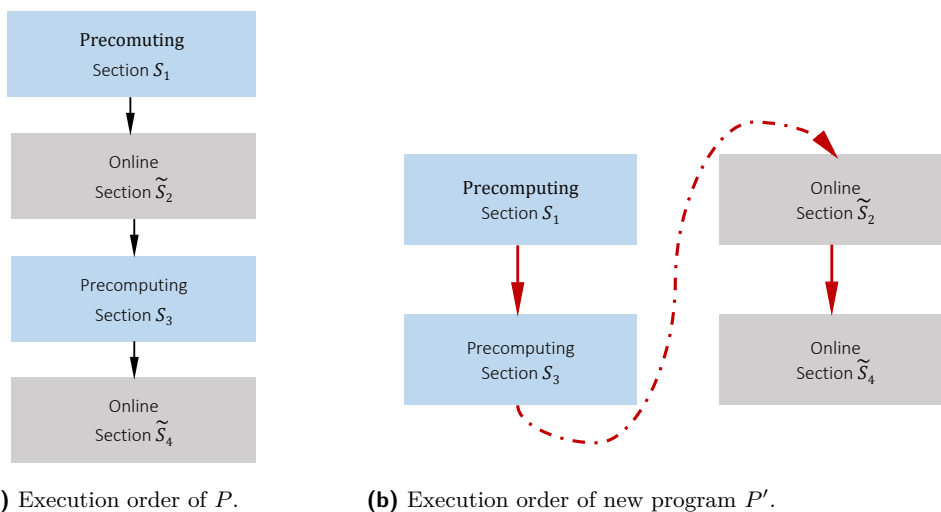 Precomuting
Section S₁
Online
Section S̃₂
Precomputing
Section S₃
Online
Section S̃₄
) Execution order of P.
Precomputing
Section S₁
Precomputing
Section S₃
Online
Section S̃₂
Online
Section S̃₄
(b) Execution order of new program P′.